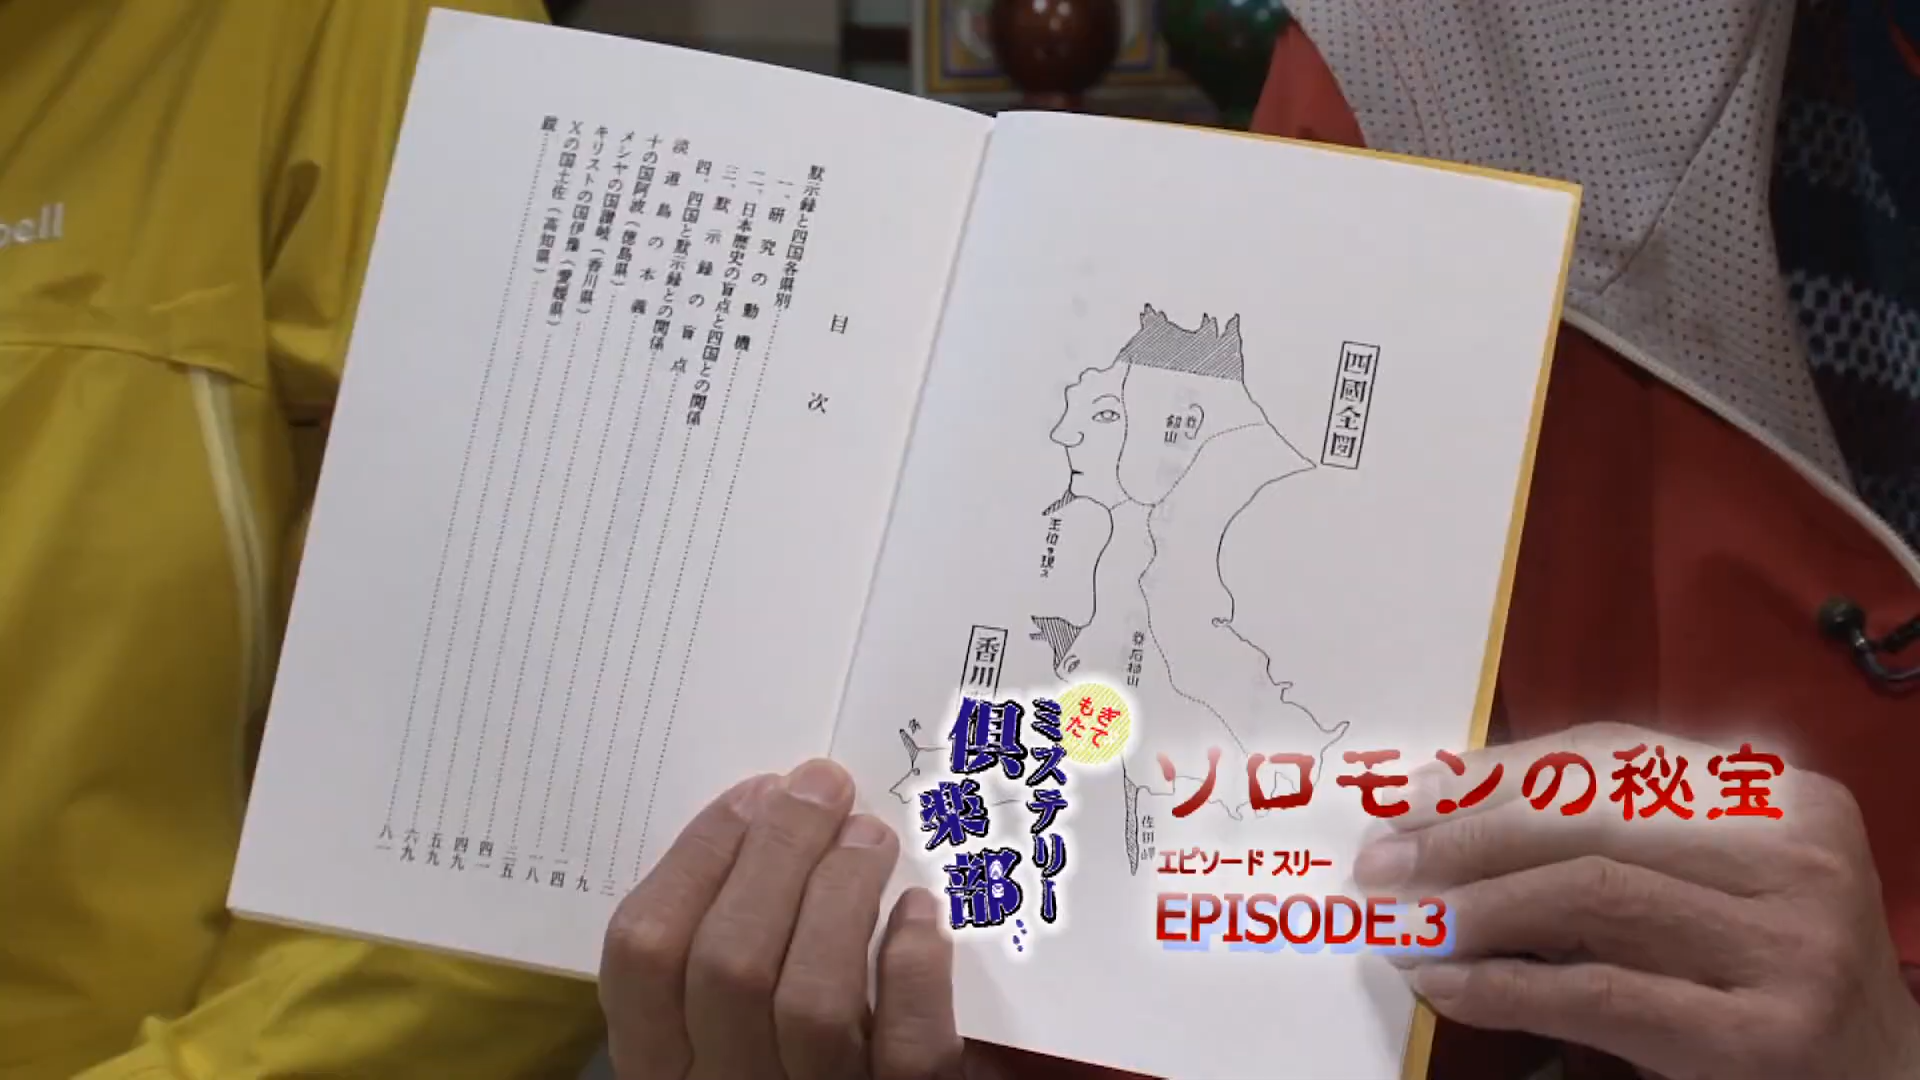 目次
黙示録と四国各県別
一、研究の動機
二、日本歴史の盲点と四国との関係
三、黙示録の盲点
四、四国と黙示録との関係
淡道島の本義
十の国阿波(徳島県)
メシヤの国讃岐(香川県)
キリストの国伊豫(愛媛県)
Xの国土佐(高知県)
跋
一
三
九
一四
一八
三五
四一
四九
五九
六九
八一
四國全図
剱山
石槌山
佐田岬
香川
もぎたて
ミステリー
倶楽部
ソロモンの秘宝
エピソード スリー
EPISODE.3
bell